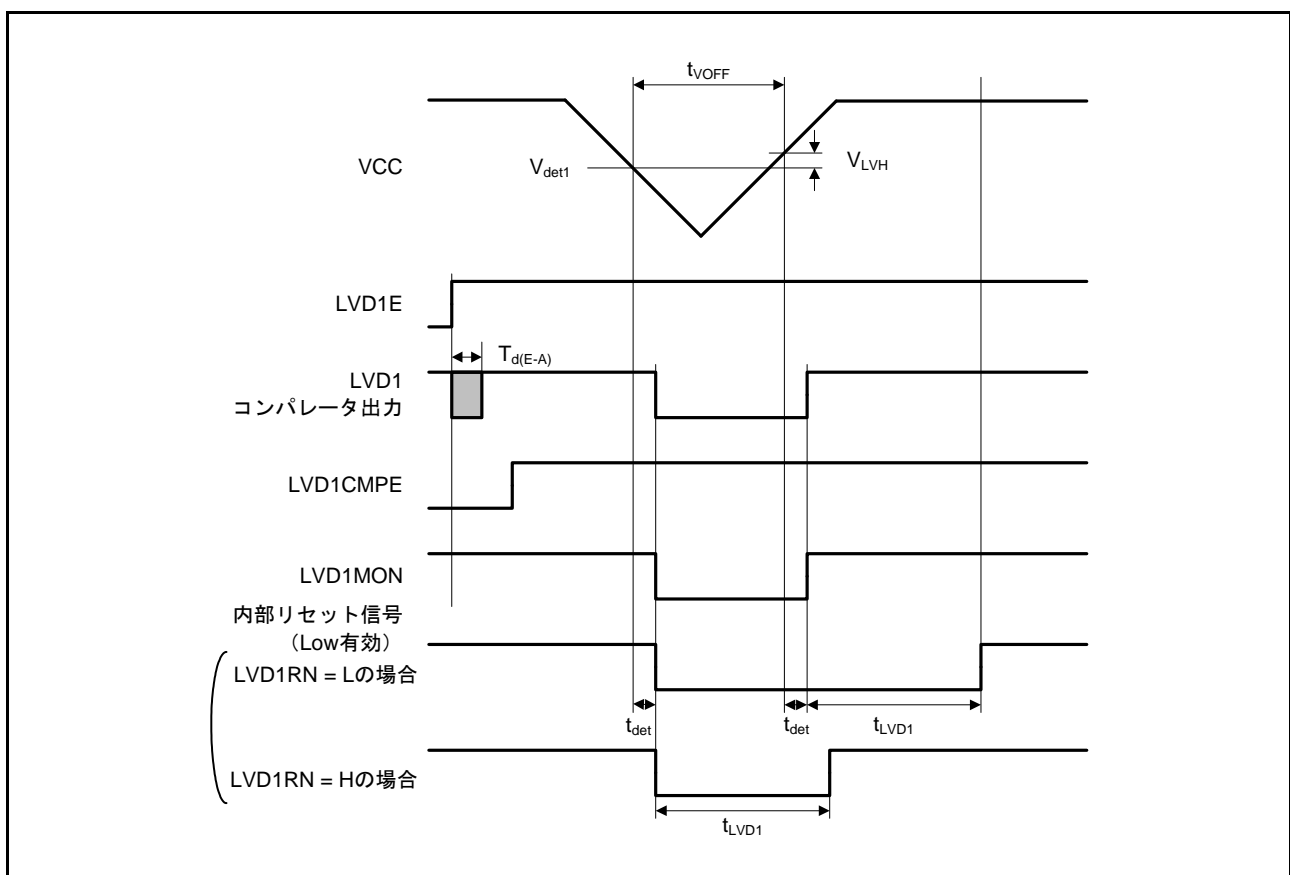 tVOFF
VCC
Vdet1
VLVH
LVD1E
Td(E-A)
LVD1
コンパレータ出力
LVD1CMPE
LVD1MON
内部リセット信号
（Low有効）
LVD1RN = Lの場合
tdet
tdet
tLVD1
LVD1RN = Hの場合
tLVD1